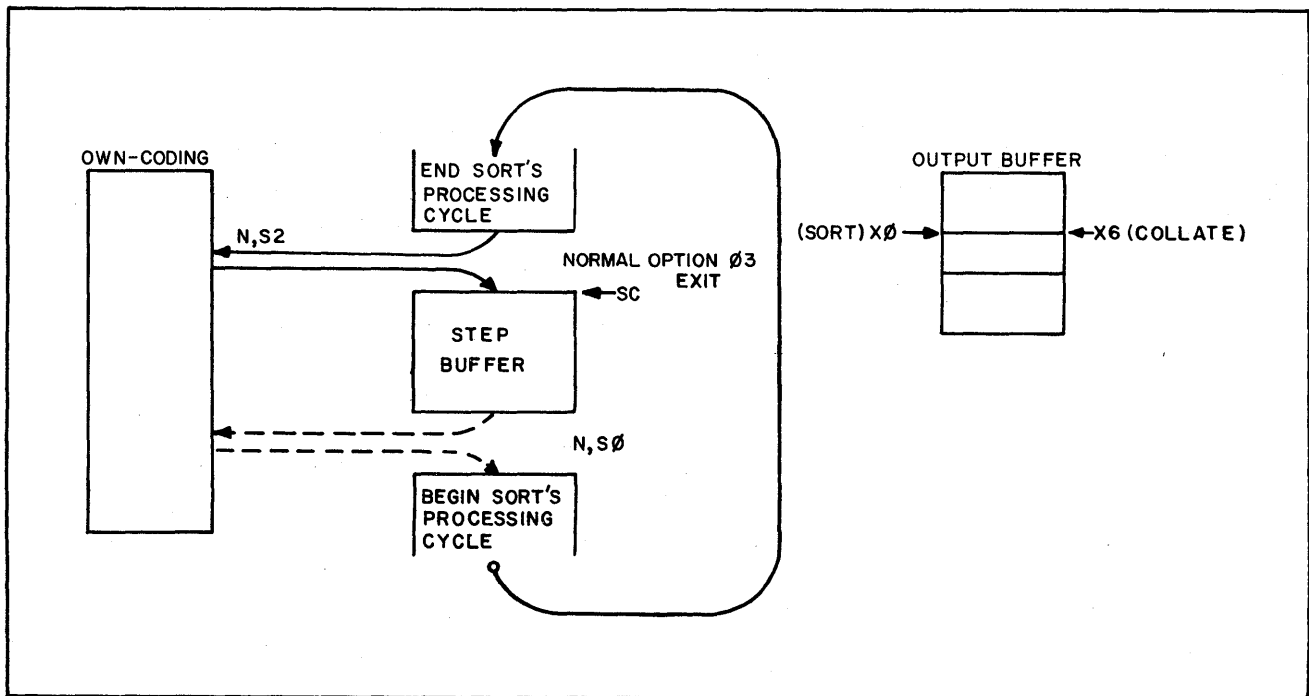 OWN-CODING
END SORT'S
PROCESSING
CYCLE
N,S2
NORMAL OPTION Ø3
EXIT
SC
STEP
BUFFER
N,SØ
BEGIN SORT'S
PROCESSING
CYCLE
OUTPUT BUFFER
(SORT) XØ
X6 (COLLATE)